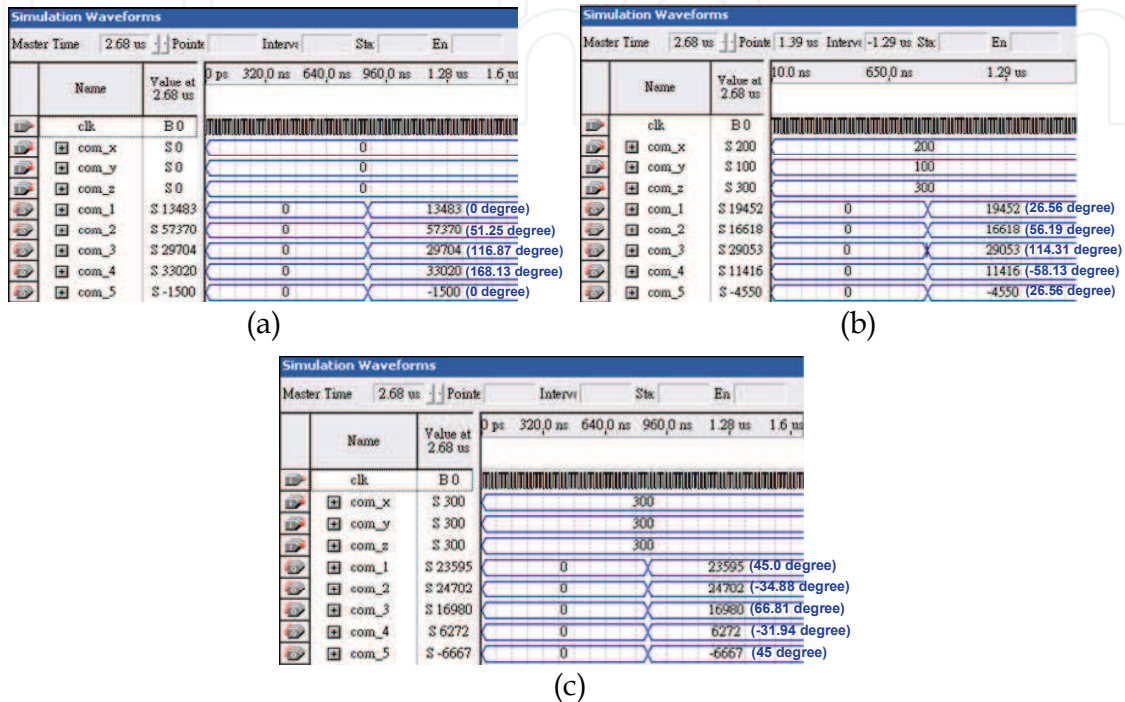 Simulation Waveforms
Master Time 2.68 us Pointe Interve Sta: En
Name Value at 2.68 us 0 ps 320,0 ns 640,0 ns 960,0 ns 1.28 us 1.6 us
clk B 0
com_x S 0 0
com_y S 0 0
com_z S 0 0
com_1 S 13483 0 13483 (0 degree)
com_2 S 57370 0 57370 (51.25 degree)
com_3 S 29704 0 29704 (116.87 degree)
com_4 S 33020 0 33020 (168.13 degree)
com_5 S -1500 0 -1500 (0 degree)
(a)
Simulation Waveforms
Master Time 2.68 us Pointe 1.39 us Interve -1.29 us Sta: En
Name Value at 2.68 us 10.0 ns 650,0 ns 1.29 us
clk B 0
com_x S 200 200
com_y S 100 100
com_z S 300 300
com_1 S 19452 0 19452 (26.56 degree)
com_2 S 16618 0 16618 (56.19 degree)
com_3 S 29053 0 29053 (114.31 degree)
com_4 S 11416 0 11416 (-58.13 degree)
com_5 S -4550 0 -4550 (26.56 degree)
(b)
Simulation Waveforms
Master Time 2.68 us Pointe Interve Sta: En
Name Value at 2.68 us 0 ps 320,0 ns 640,0 ns 960,0 ns 1.28 us 1.6 us
clk B 0
com_x S 300 300
com_y S 300 300
com_z S 300 300
com_1 S 23595 0 23595 (45.0 degree)
com_2 S 24702 0 24702 (-34.88 degree)
com_3 S 16980 0 16980 (66.81 degree)
com_4 S 6272 0 6272 (-31.94 degree)
com_5 S -6667 0 -6667 (45 degree)
(c)